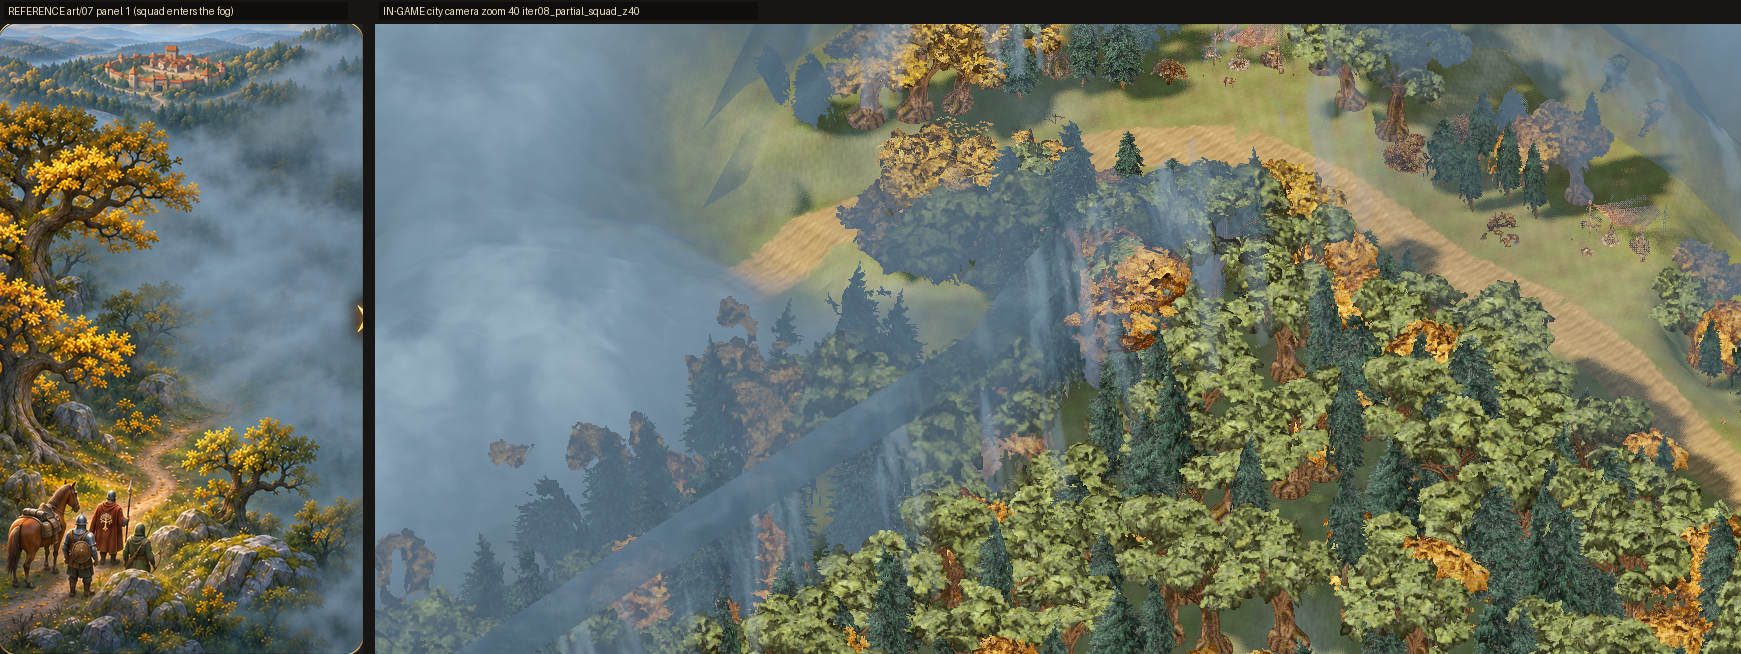 REFERENCE art/07 panel 1 (squad enters the fog)
IN-GAME city camera zoom 40 iter08_partial_squad_z40